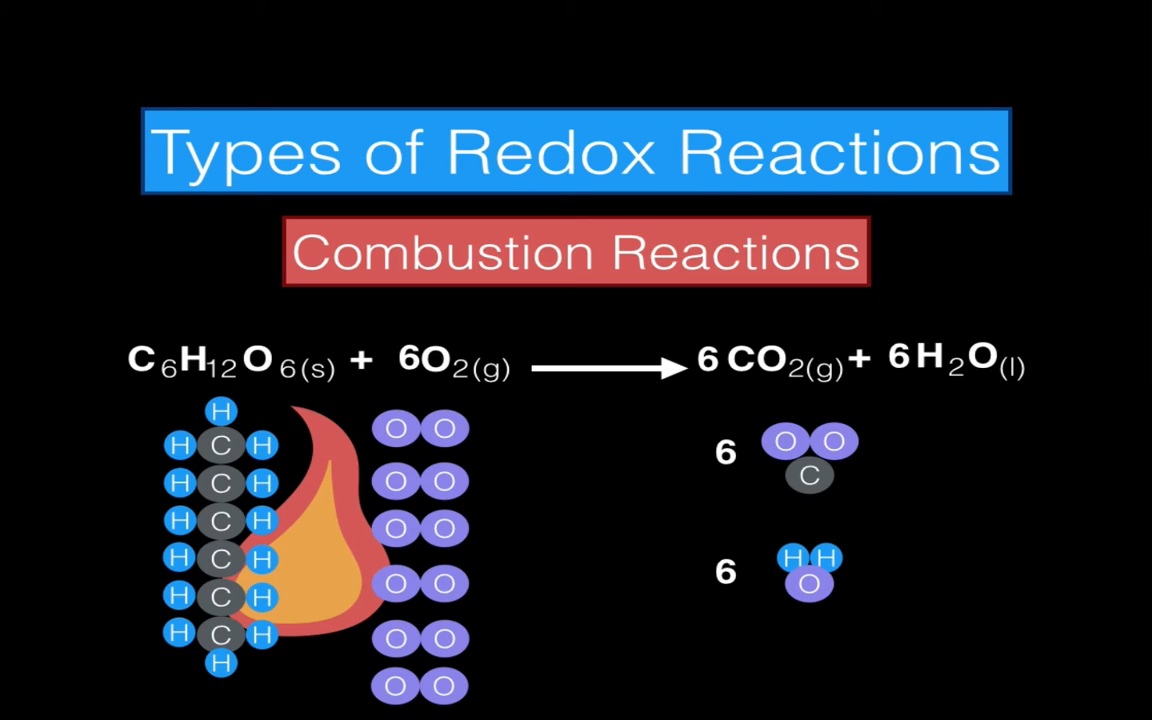 Types of Redox Reactions
Combustion Reactions
C₆H₁₂O₆(s) + 6O₂(g) → 6CO₂(g) + 6H₂O(l)
H
H C H O O
H C H O O
H C H O O
H C H O O
H C H O O
H C H O O
H
6 O O
C
6 H H
O